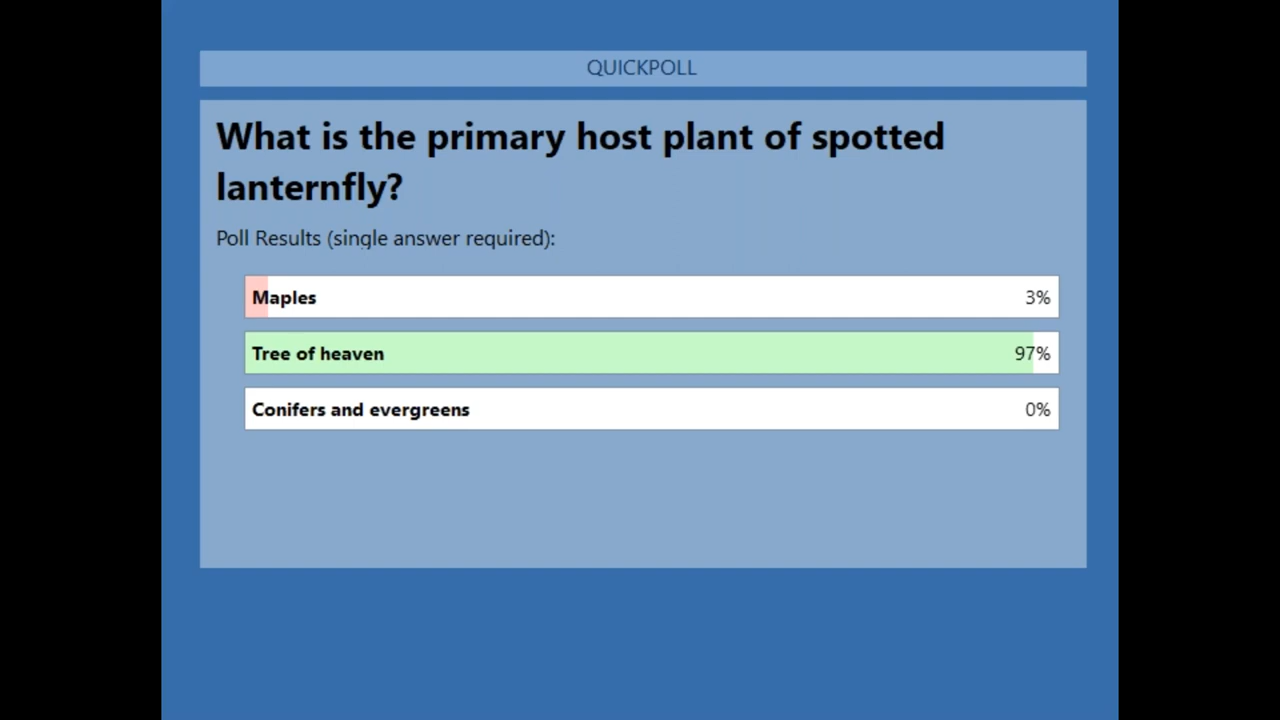 QUICKPOLL
What is the primary host plant of spotted
lanternfly?
Poll Results (single answer required):
Maples 3%
Tree of heaven 97%
Conifers and evergreens 0%